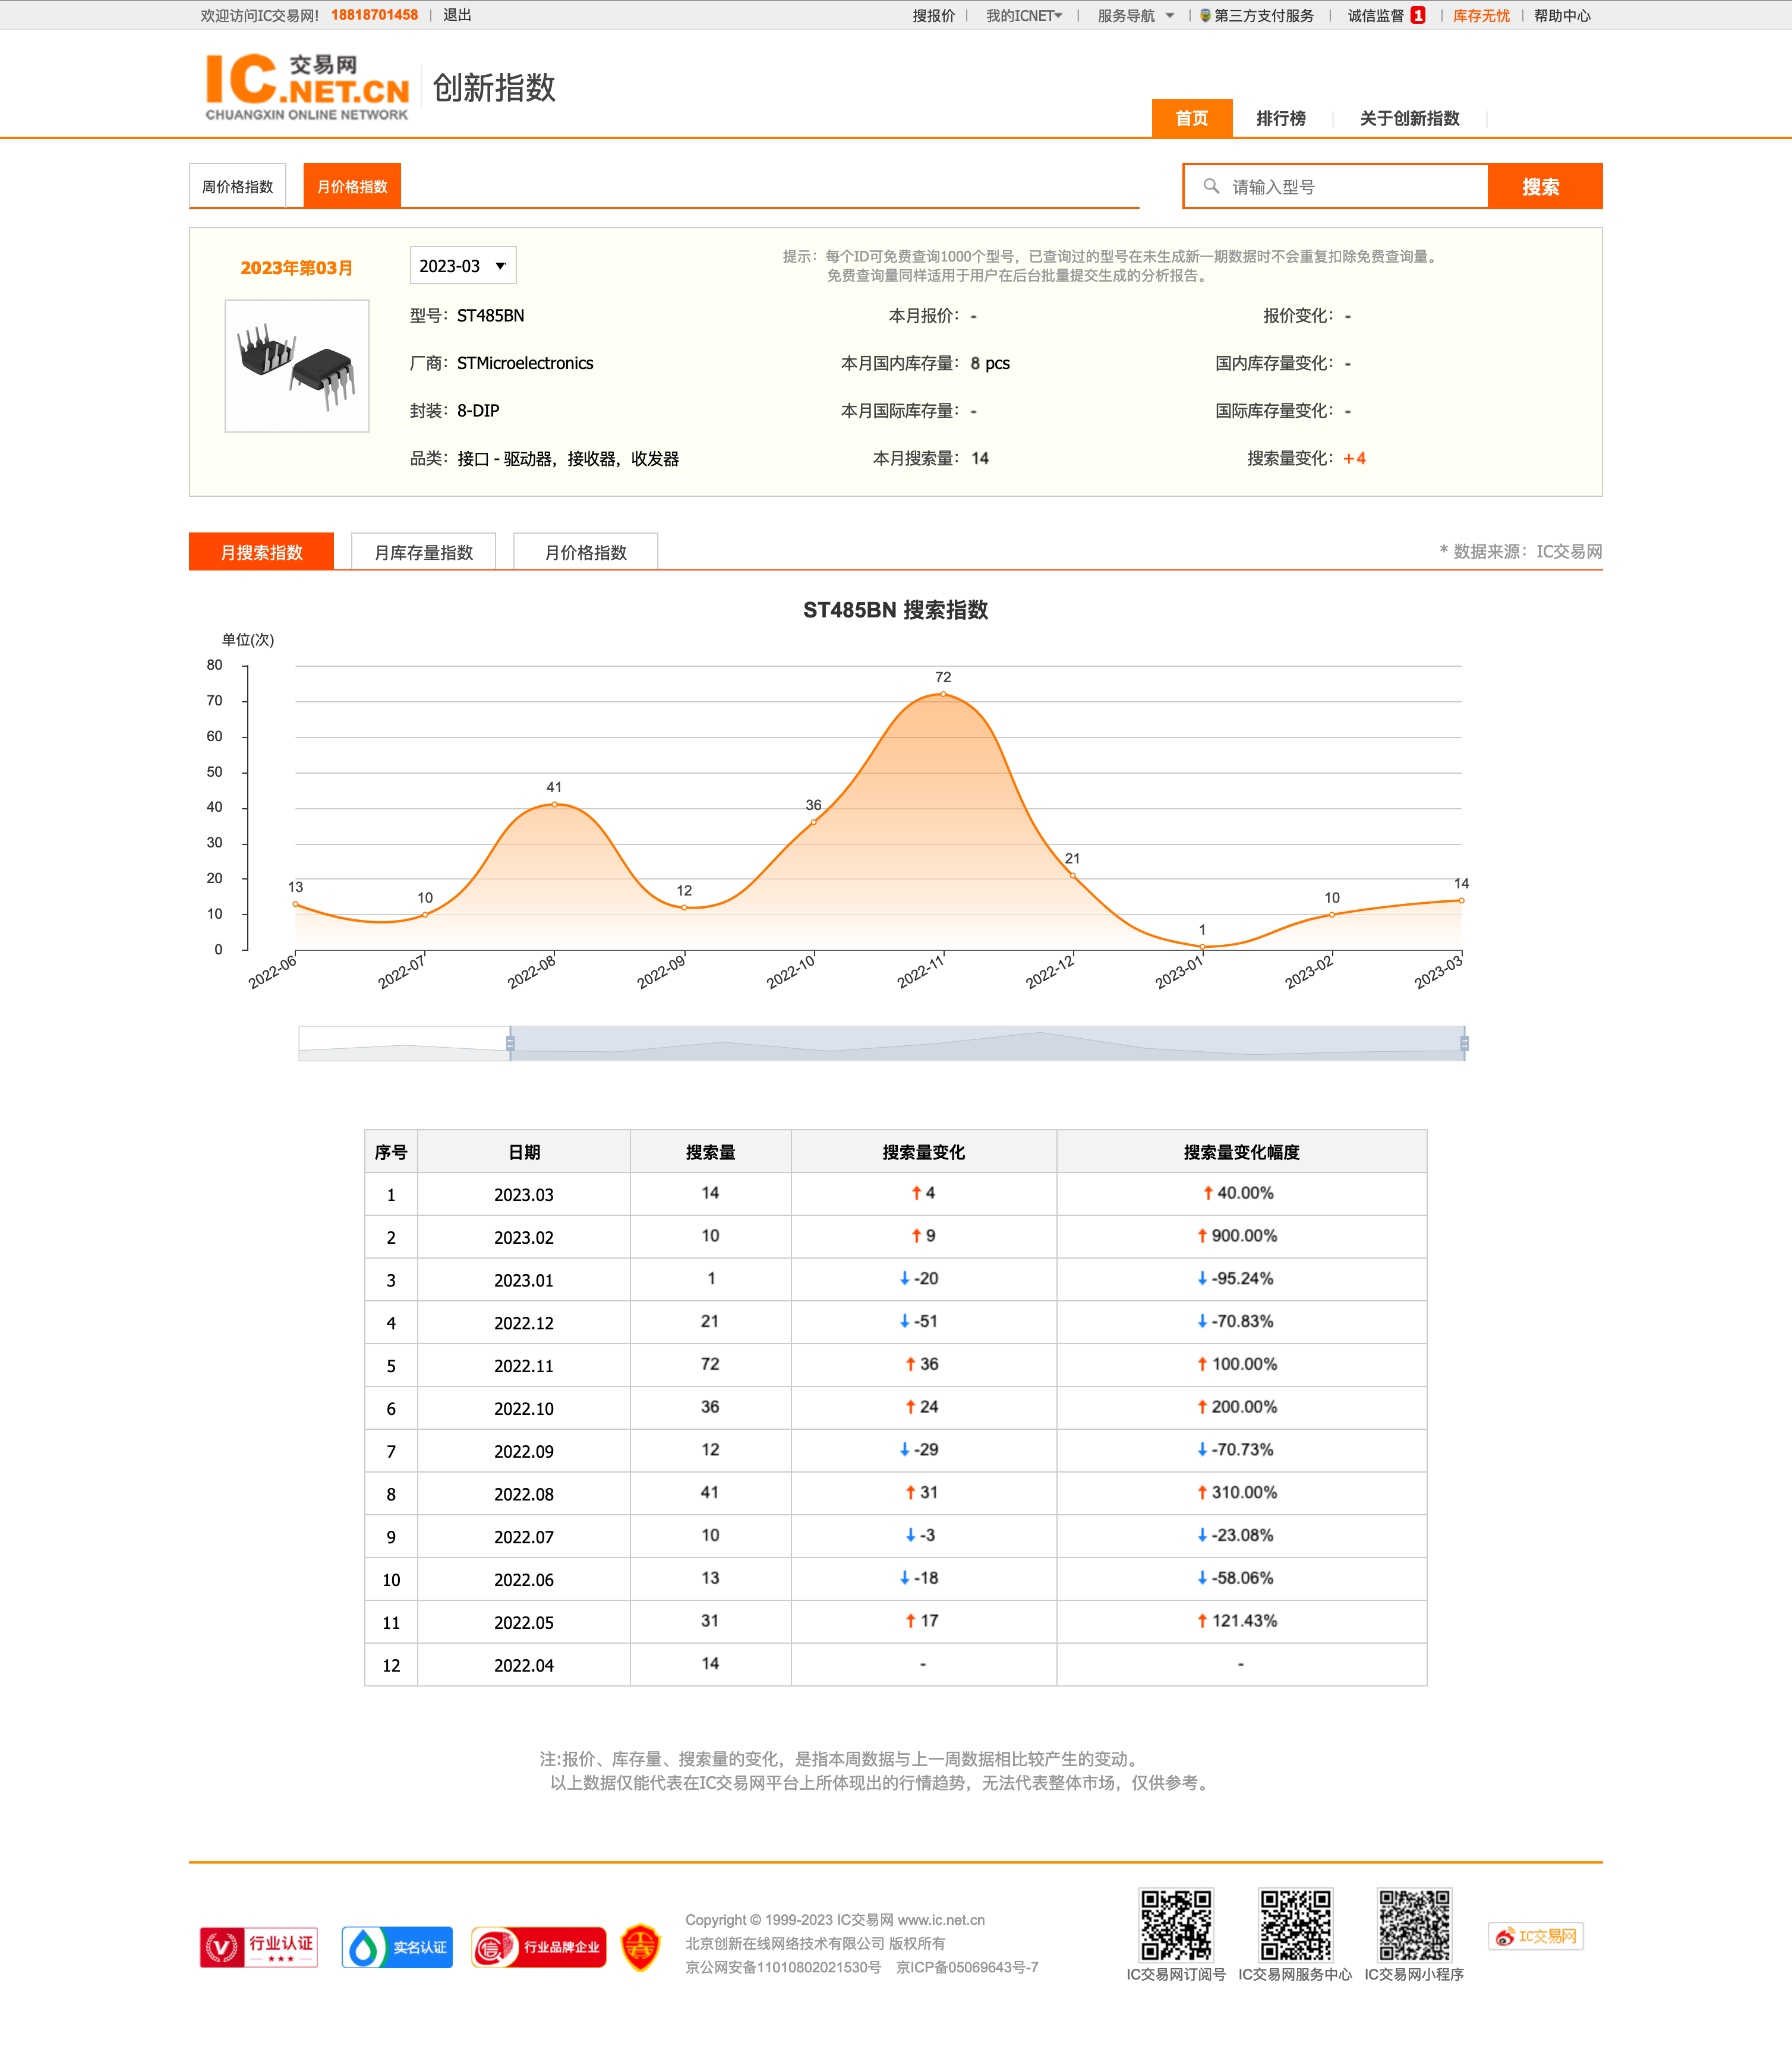 欢迎访问IC交易网! 18818701458 | 退出
搜报价 | 我的ICNET | 服务导航 | 第三方支付服务 | 诚信监督 1 | 库存无忧 | 帮助中心
IC交易网.NET.CN 创新指数
CHUANGXIN ONLINE NETWORK
首页 排行榜 关于创新指数
周价格指数 月价格指数 请输入型号 搜索
2023年第03月 2023-03
提示：每个ID可免费查询1000个型号，已查询过的型号在未生成新一期数据时不会重复扣除免费查询量。
免费查询量同样适用于用户在后台批量提交生成的分析报告。
型号：ST485BN 本月报价：- 报价变化：-
厂商：STMicroelectronics 本月国内库存量：8 pcs 国内库存量变化：-
封装：8-DIP 本月国际库存量：- 国际库存量变化：-
品类：接口 - 驱动器，接收器，收发器 本月搜索量：14 搜索量变化：+4
月搜索指数 月库存量指数 月价格指数 * 数据来源：IC交易网
ST485BN 搜索指数
单位(次)
80
70
60
50
40
30
20
10
0
13 10 41 12 36 72 21 1 10 14
2022-06 2022-07 2022-08 2022-09 2022-10 2022-11 2022-12 2023-01 2023-02 2023-03
序号 日期 搜索量 搜索量变化 搜索量变化幅度
1 2023.03 14 ↑ 4 ↑ 40.00%
2 2023.02 10 ↑ 9 ↑ 900.00%
3 2023.01 1 ↓ -20 ↓ -95.24%
4 2022.12 21 ↓ -51 ↓ -70.83%
5 2022.11 72 ↑ 36 ↑ 100.00%
6 2022.10 36 ↑ 24 ↑ 200.00%
7 2022.09 12 ↓ -29 ↓ -70.73%
8 2022.08 41 ↑ 31 ↑ 310.00%
9 2022.07 10 ↓ -3 ↓ -23.08%
10 2022.06 13 ↓ -18 ↓ -58.06%
11 2022.05 31 ↑ 17 ↑ 121.43%
12 2022.04 14 - -
注:报价、库存量、搜索量的变化，是指本周数据与上一周数据相比较产生的变动。
以上数据仅能代表在IC交易网平台上所体现出的行情趋势，无法代表整体市场，仅供参考。
行业认证 实名认证 信 行业品牌企业
Copyright © 1999-2023 IC交易网 www.ic.net.cn
北京创新在线网络技术有限公司 版权所有
京公网安备11010802021530号 京ICP备05069643号-7
IC交易网订阅号 IC交易网服务中心 IC交易网小程序
IC交易网